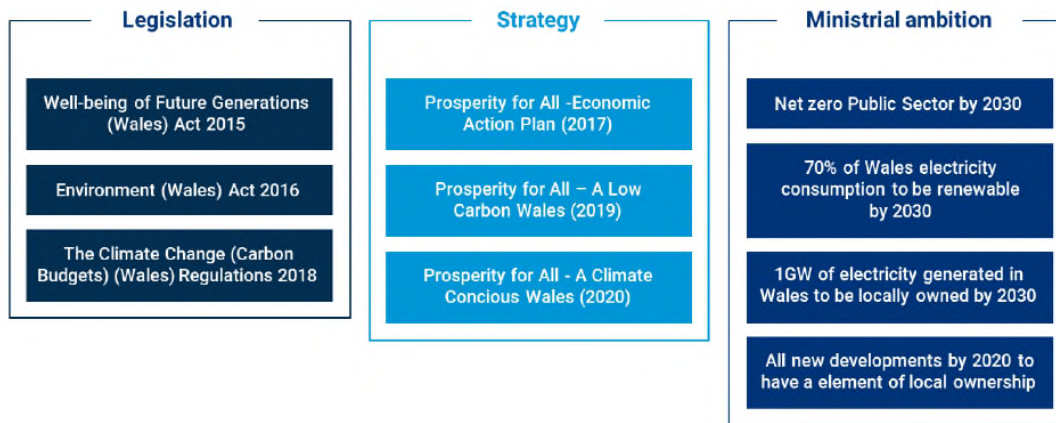 Legislation
Well-being of Future Generations
(Wales) Act 2015
Environment (Wales) Act 2016
The Climate Change (Carbon
Budgets) (Wales) Regulations 2018
Strategy
Prosperity for All -Economic
Action Plan (2017)
Prosperity for All – A Low
Carbon Wales (2019)
Prosperity for All - A Climate
Concious Wales (2020)
Ministrial ambition
Net zero Public Sector by 2030
70% of Wales electricity
consumption to be renewable
by 2030
1GW of electricity generated in
Wales to be locally owned by 2030
All new developments by 2020 to
have a element of local ownership